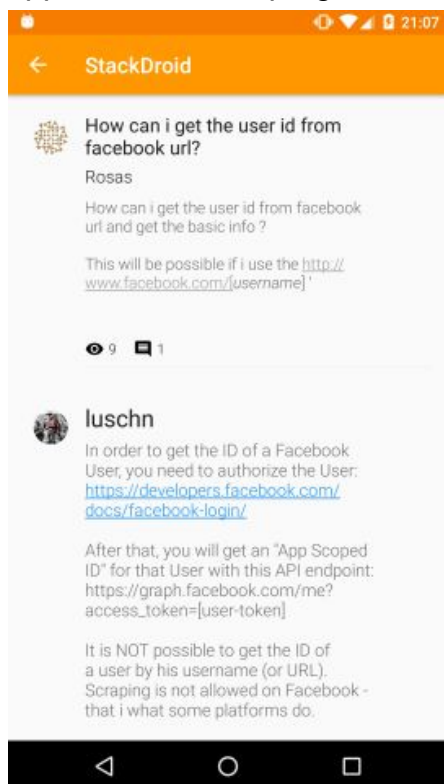 21:07
StackDroid
How can i get the user id from
facebook url?
Rosas
How can i get the user id from facebook
url and get the basic info ?
This will be possible if i use the http://
www.facebook.com/[username] '
9 1
luschn
In order to get the ID of a Facebook
User, you need to authorize the User:
https://developers.facebook.com/
docs/facebook-login/
After that, you will get an "App Scoped
ID" for that User with this API endpoint:
https://graph.facebook.com/me?
access_token=[user-token]
It is NOT possible to get the ID of
a user by his username (or URL).
Scraping is not allowed on Facebook -
that i what some platforms do.